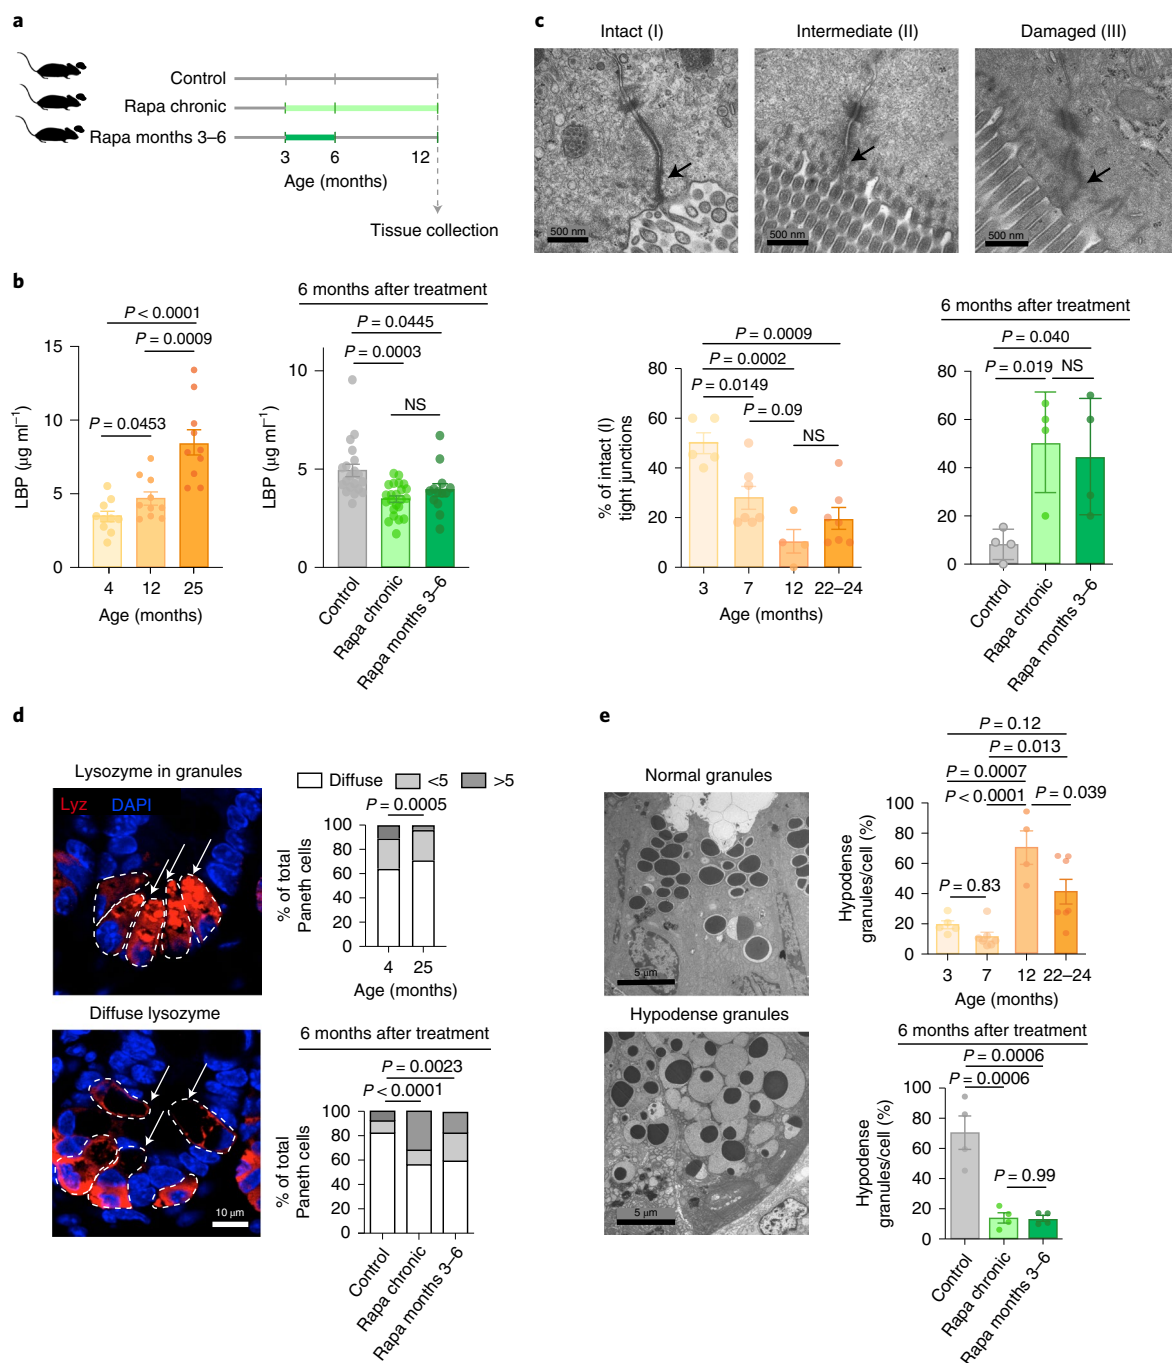 a
Control
Rapa chronic
Rapa months 3–6
3 6 12
Age (months)
Tissue collection
b
P < 0.0001
P = 0.0009
P = 0.0453
15
10
5
0
LBP (µg ml⁻¹)
4 12 25
Age (months)
6 months after treatment
P = 0.0445
P = 0.0003
NS
10
5
0
LBP (µg ml⁻¹)
Control
Rapa chronic
Rapa months 3–6
c
Intact (I)
Intermediate (II)
Damaged (III)
500 nm
500 nm
500 nm
P = 0.0009
P = 0.0002
P = 0.0149
P = 0.09
NS
80
60
40
20
0
% of intact (I)
tight junctions
3 7 12 22–24
Age (months)
6 months after treatment
P = 0.040
P = 0.019
NS
80
60
40
20
0
Control
Rapa chronic
Rapa months 3–6
d
Lysozyme in granules
Lyz DAPI
Diffuse lysozyme
10 µm
Diffuse <5 >5
P = 0.0005
100
80
60
40
20
0
% of total
Paneth cells
4 25
Age (months)
6 months after treatment
P = 0.0023
P < 0.0001
100
80
60
40
20
0
% of total
Paneth cells
Control
Rapa chronic
Rapa months 3–6
e
Normal granules
5 µm
Hypodense granules
5 µm
P = 0.12
P = 0.013
P = 0.0007
P < 0.0001
P = 0.039
P = 0.83
100
80
60
40
20
0
Hypodense
granules/cell (%)
3 7 12 22–24
Age (months)
6 months after treatment
P = 0.0006
P = 0.0006
P = 0.99
100
80
60
40
20
0
Hypodense
granules/cell (%)
Control
Rapa chronic
Rapa months 3–6